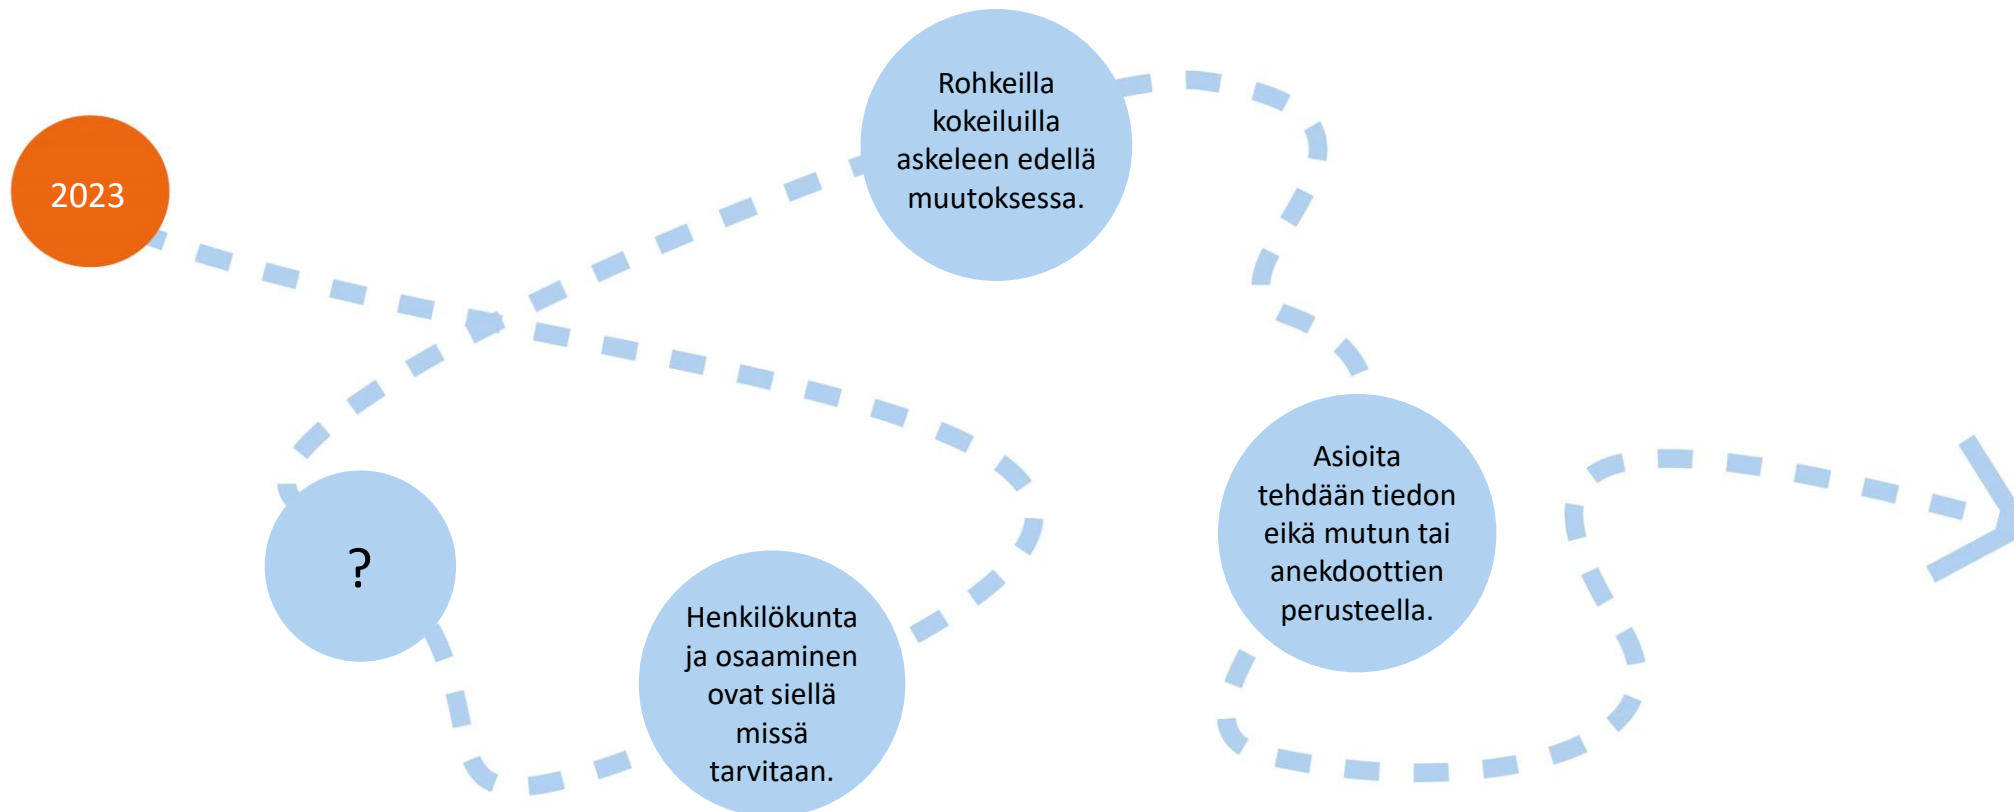 2023
Rohkeilla
kokeiluilla
askeleen edellä
muutoksessa.
?
Henkilökunta
ja osaaminen
ovat siellä
missä
tarvitaan.
Asioita
tehdään tiedon
eikä mutun tai
anekdoottien
perusteella.